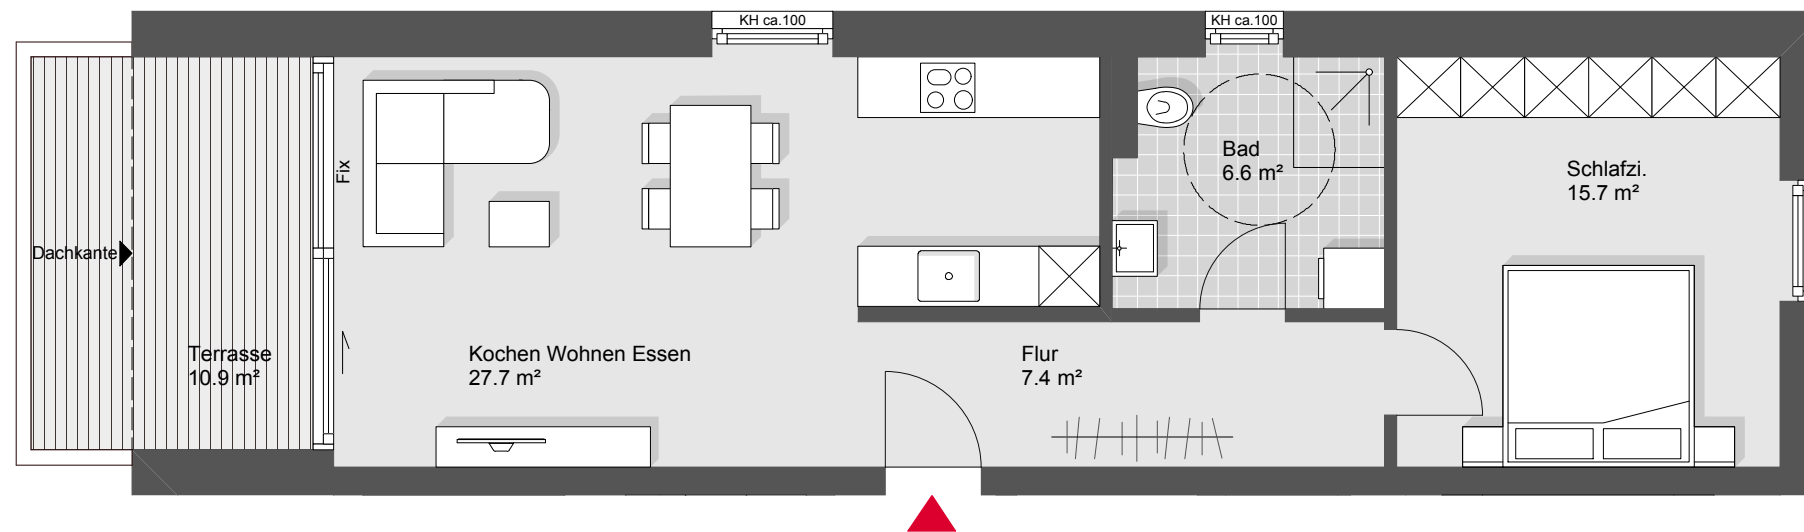 KH ca.100
KH ca.100
Fix
Bad
6.6 m²
Schlafzi.
15.7 m²
Dachkante
Terrasse
10.9 m²
Kochen Wohnen Essen
27.7 m²
Flur
7.4 m²